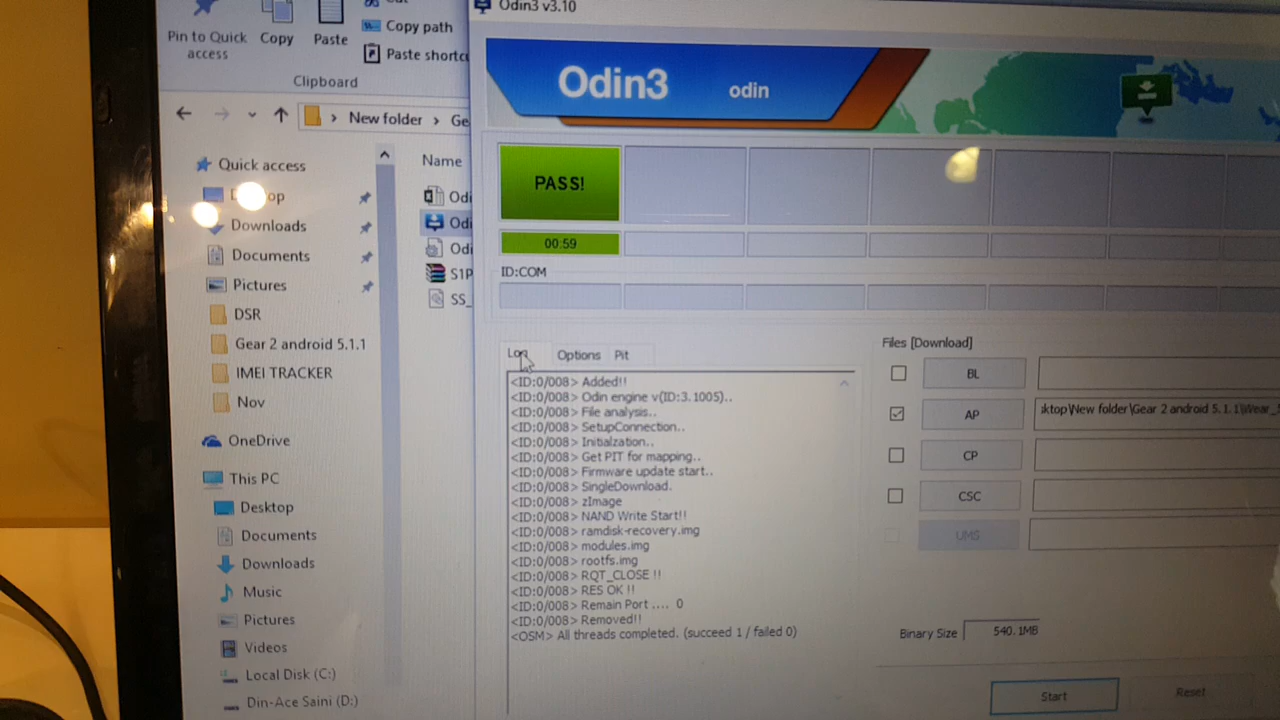 Odin3 v3.10
Pin to Quick
access
Copy
Paste
Copy path
Clipboard
New folder
Odin3
odin
Quick access
Name
PASS!
Downloads
00:59
Documents
ID:COM
Pictures
DSR
Gear 2 android 5.1.1
IMEI TRACKER
Nov
OneDrive
This PC
Desktop
Documents
Downloads
Music
Pictures
Videos
Local Disk (C:)
Din-Ace Saini (D:)
Options
Pit
<ID:0/008> Added!!
<ID:0/008> Odin engine v(ID:3.1005)..
<ID:0/008> File analysis..
<ID:0/008> SetupConnection..
<ID:0/008> Initialzation..
<ID:0/008> Get PIT for mapping..
<ID:0/008> Firmware update start..
<ID:0/008> SingleDownload.
<ID:0/008> zImage
<ID:0/008> NAND Write Start!!
<ID:0/008> ramdisk-recovery.img
<ID:0/008> modules.img
<ID:0/008> rootfs.img
<ID:0/008> RQT_CLOSE !!
<ID:0/008> RES OK !!
<ID:0/008> Remain Port .... 0
<ID:0/008> Removed!!
<OSM> All threads completed. (succeed 1 / failed 0)
Files [Download]
BL
AP
\New folder\Gear 2 android 5.1.1\
CP
CSC
UMS
Binary Size
540.1MB
Start
Reset